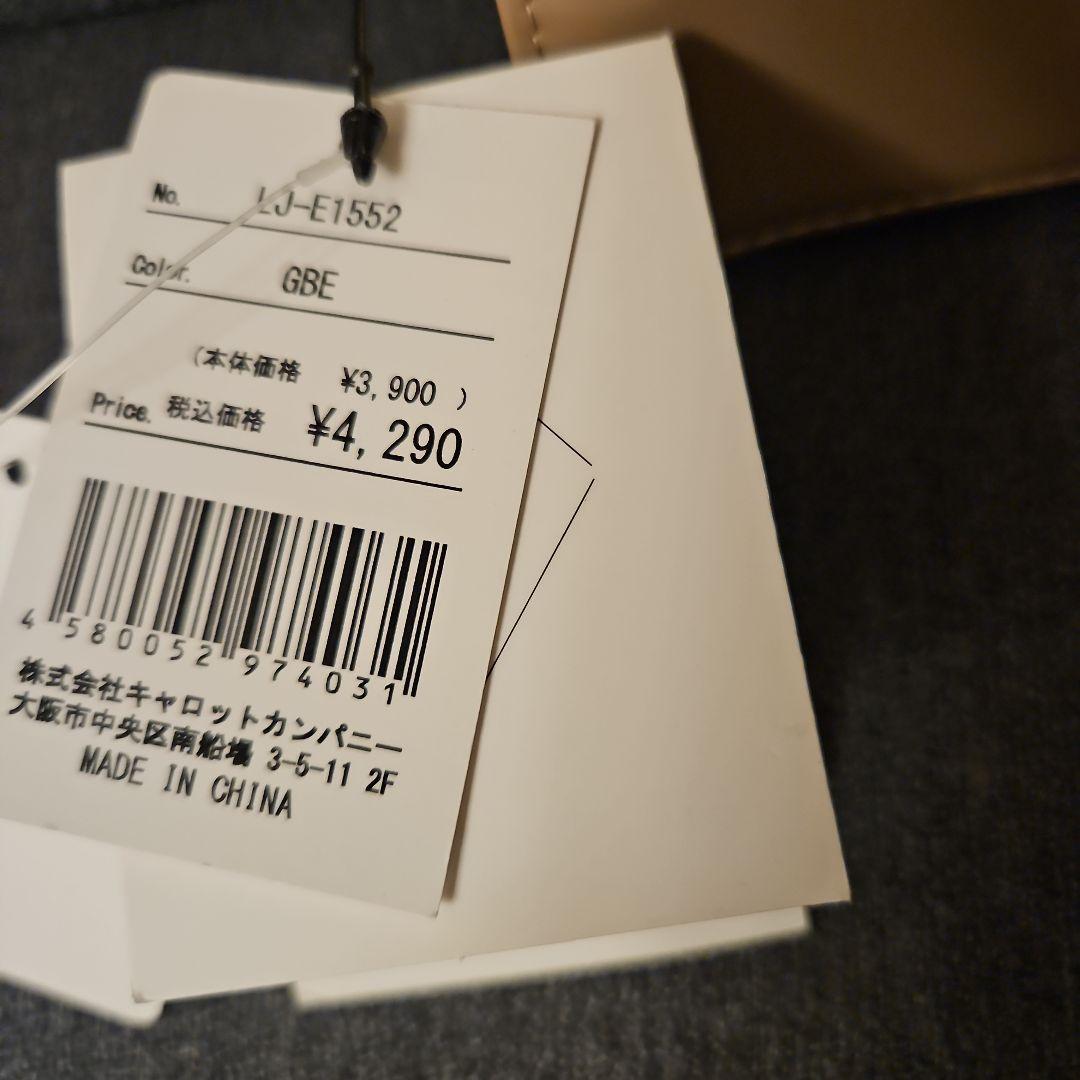 No. LJ-E1552
Color. GBE
(本体価格 ¥3,900 )
Price. 税込価格 ¥4,290
4 580052 974031
株式会社キャロットカンパニー
大阪市中央区南船場 3-5-11 2F
MADE IN CHINA